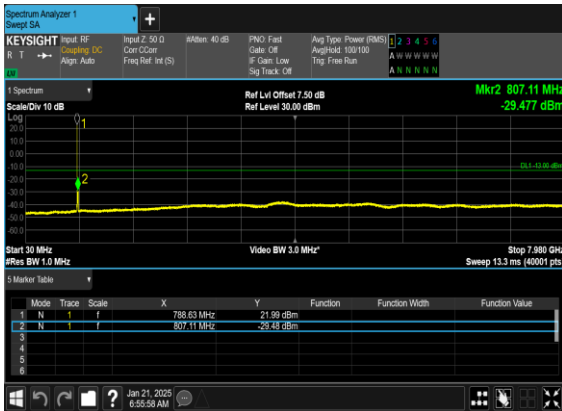 Spectrum Analyzer 1
Swept SA
+
KEYSIGHT Input: RF Input Z: 50 Ω #Atten: 40 dB PNO: Fast Avg Type: Power (RMS) 1 2 3 4 5 6
R T Coupling: DC Corr CCorr Gate: Off Avg|Hold: 100/100 A W W W W W
Align: Auto Freq Ref: Int (S) IF Gain: Low Trig: Free Run A N N N N N
LXI Sig Track: Off
1 Spectrum Ref Lvl Offset 7.50 dB Mkr2 807.11 MHz
Scale/Div 10 dB Ref Level 30.00 dBm -29.477 dBm
Log
20.0
10.0
0.00
-10.0
-20.0
-30.0
-40.0
-50.0
-60.0
1
2
DL1 -13.00 dBm
Start 30 MHz Video BW 3.0 MHz* Stop 7.980 GHz
#Res BW 1.0 MHz Sweep 13.3 ms (40001 pts)
5 Marker Table
Mode Trace Scale X Y Function Function Width Function Value
1 N 1 f 788.63 MHz 21.99 dBm
2 N 1 f 807.11 MHz -29.48 dBm
3
4
5
6
? Jan 21, 2025
6:55:58 AM